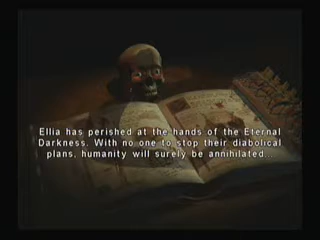 Ellia has perished at the hands of the Eternal
Darkness. With no one to stop their diabolical
plans, humanity will surely be annihilated...